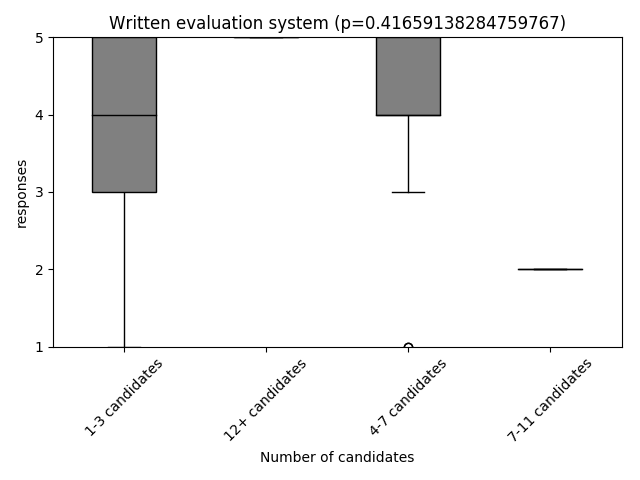 Written evaluation system (p=0.41659138284759767)
responses
5
4
3
2
1
1-3 candidates
12+ candidates
4-7 candidates
7-11 candidates
Number of candidates